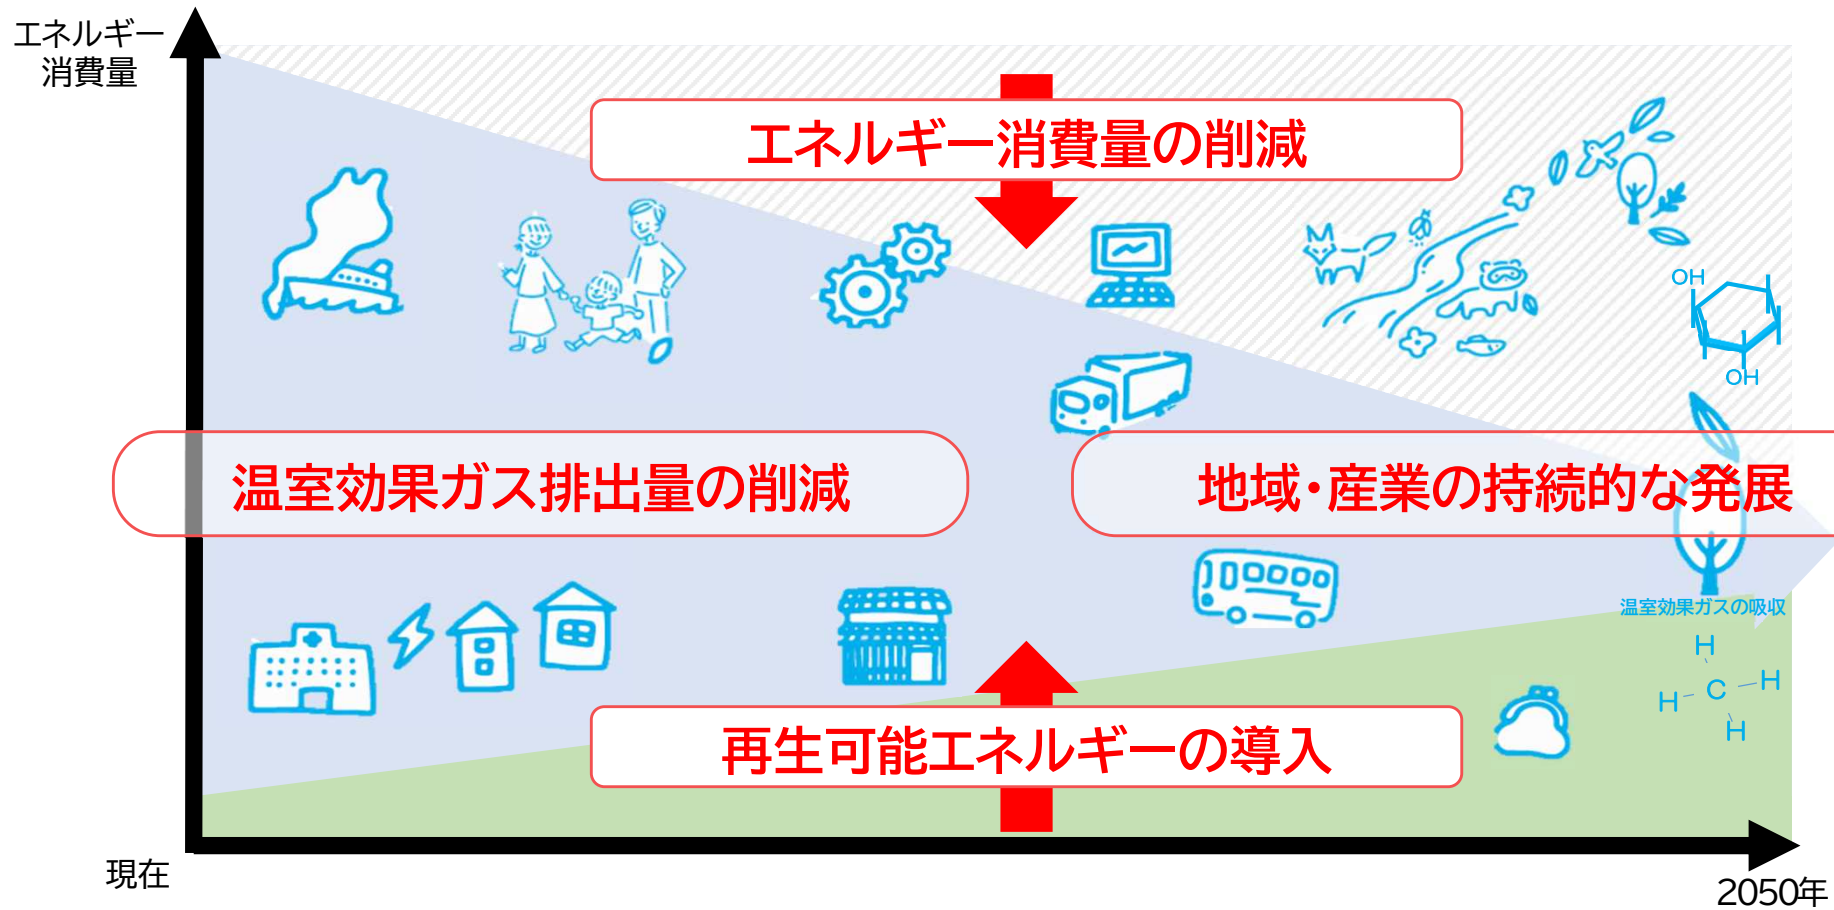 エネルギー
消費量
エネルギー消費量の削減
OH
OH
温室効果ガス排出量の削減
地域・産業の持続的な発展
温室効果ガスの吸収
H
C
H
H
H
再生可能エネルギーの導入
現在
2050年